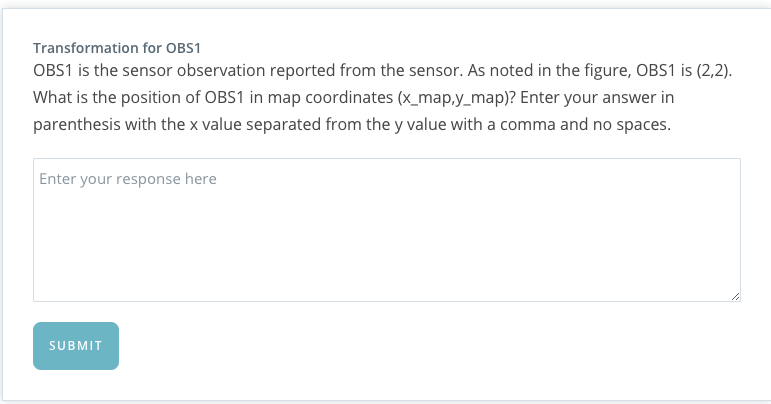 Transformation for OBS1
OBS1 is the sensor observation reported from the sensor. As noted in the figure, OBS1 is (2,2).
What is the position of OBS1 in map coordinates (x_map,y_map)? Enter your answer in
parenthesis with the x value separated from the y value with a comma and no spaces.
Enter your response here
SUBMIT